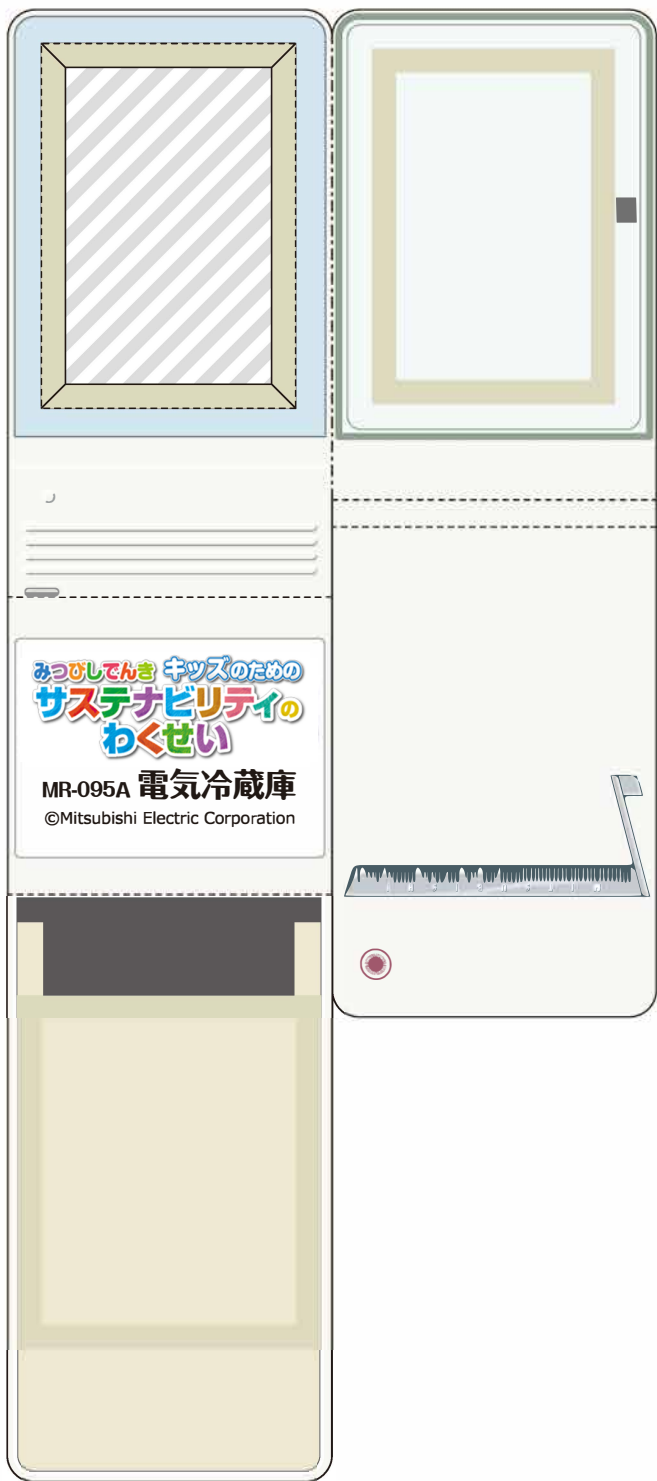 みつびしでんき キッズのための
サステナビリティの
わくせい
MR-095A 電気冷蔵庫
©Mitsubishi Electric Corporation